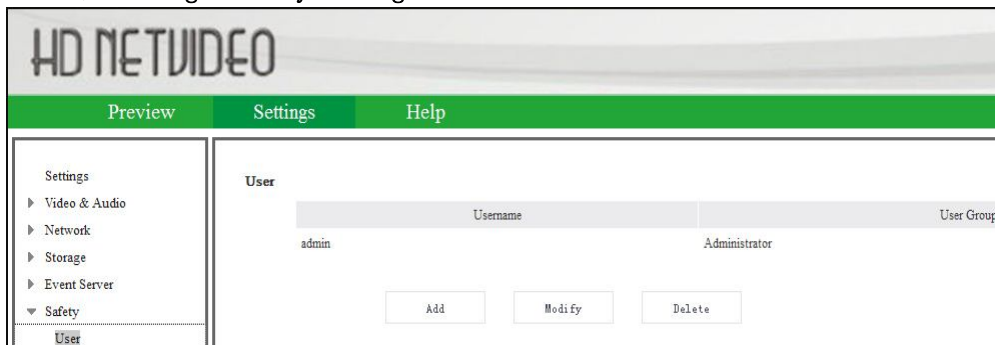 HD NETVIDEO
Preview Settings Help
Settings
Video & Audio
Network
Storage
Event Server
Safety
User
User
Username User Group
admin Administrator
Add Modify Delete